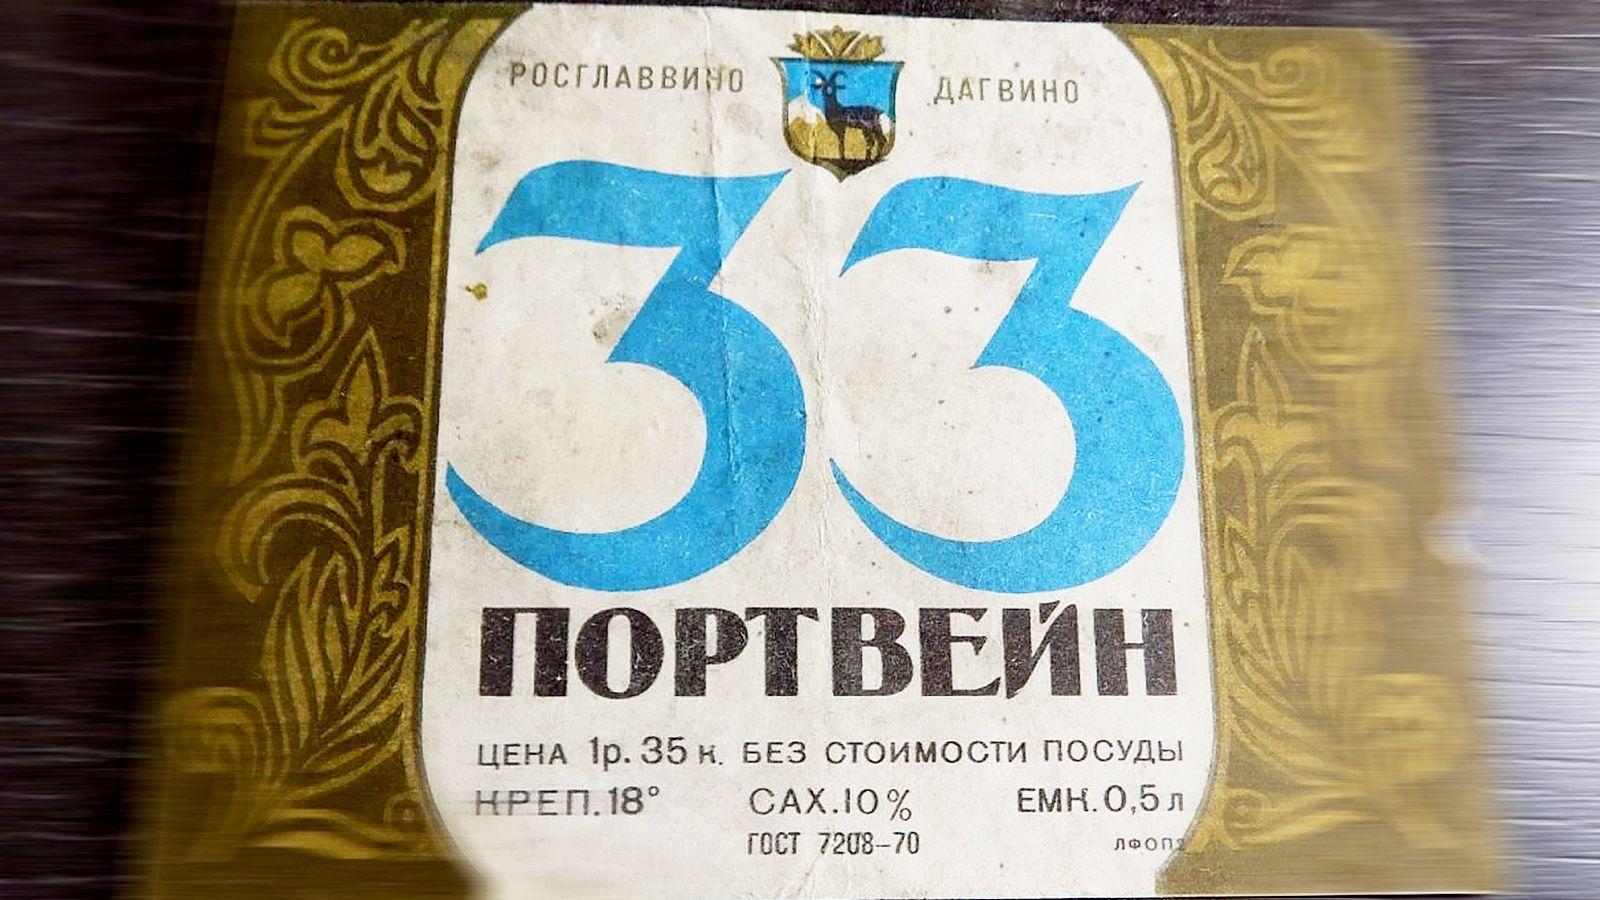 РОСГЛАВВИНО ДАГВИНО
33
ПОРТВЕЙН
ЦЕНА 1р. 35 к. БЕЗ СТОИМОСТИ ПОСУДЫ
КРЕП. 18° САХ. 10% ЕМК. 0,5 л
ГОСТ 7208-70